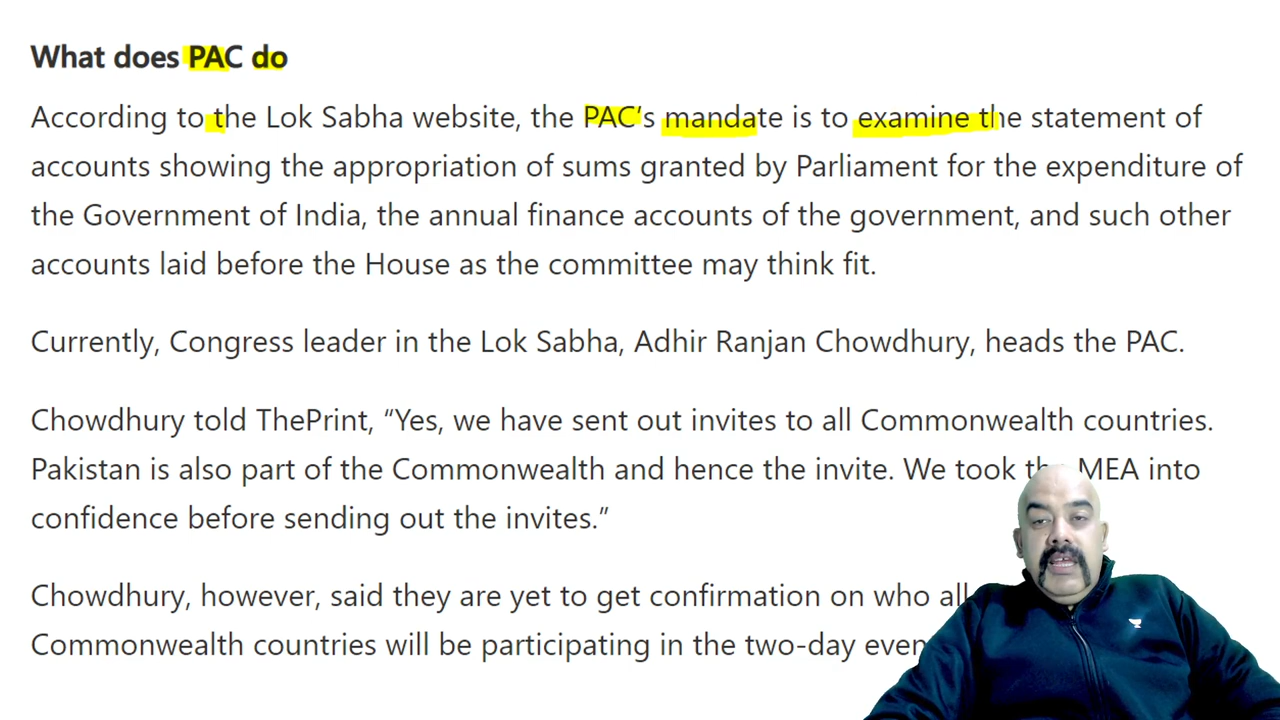 What does PAC do
According to the Lok Sabha website, the PAC’s mandate is to examine the statement of
accounts showing the appropriation of sums granted by Parliament for the expenditure of
the Government of India, the annual finance accounts of the government, and such other
accounts laid before the House as the committee may think fit.
Currently, Congress leader in the Lok Sabha, Adhir Ranjan Chowdhury, heads the PAC.
Chowdhury told ThePrint, “Yes, we have sent out invites to all Commonwealth countries.
Pakistan is also part of the Commonwealth and hence the invite. We took MEA into
confidence before sending out the invites.”
Chowdhury, however, said they are yet to get confirmation on who all
Commonwealth countries will be participating in the two-day